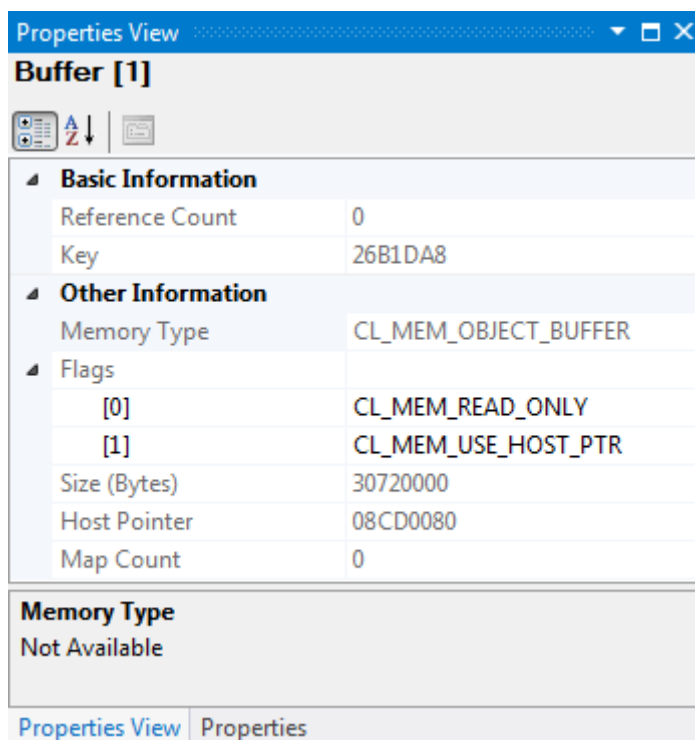 Properties View
Buffer [1]
A
Z
Basic Information
Reference Count 0
Key 26B1DA8
Other Information
Memory Type CL_MEM_OBJECT_BUFFER
Flags
[0] CL_MEM_READ_ONLY
[1] CL_MEM_USE_HOST_PTR
Size (Bytes) 30720000
Host Pointer 08CD0080
Map Count 0
Memory Type
Not Available
Properties View Properties